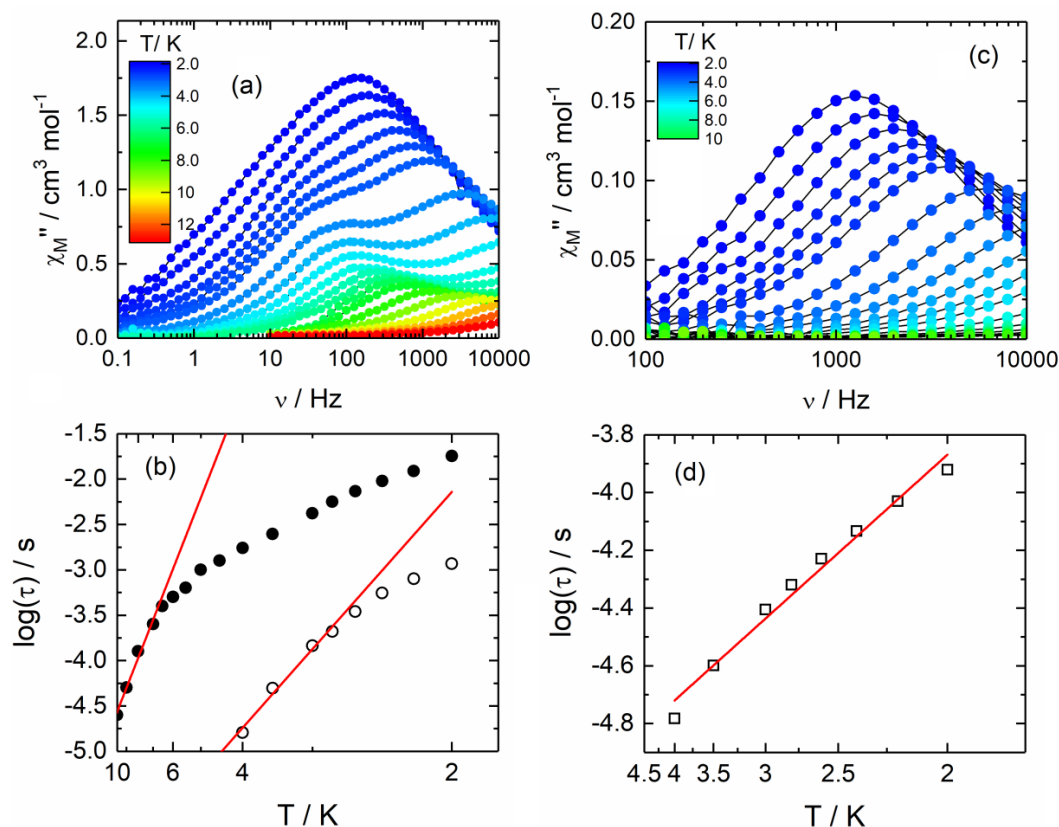 T/ K
2.0
4.0
6.0
8.0
10
12
(a)
χM'' / cm3 mol-1
2.0
1.5
1.0
0.5
0.0
0.1 1 10 100 1000 10000
ν / Hz
T/ K
2.0
4.0
6.0
8.0
10
(c)
χM'' / cm3 mol-1
0.20
0.15
0.10
0.05
0.00
100 1000 10000
ν / Hz
(b)
log(τ) / s
-1.5
-2.0
-2.5
-3.0
-3.5
-4.0
-4.5
-5.0
10 6 4 2
T / K
(d)
log(τ) / s
-3.8
-4.0
-4.2
-4.4
-4.6
-4.8
4.5 4 3.5 3 2.5 2
T / K